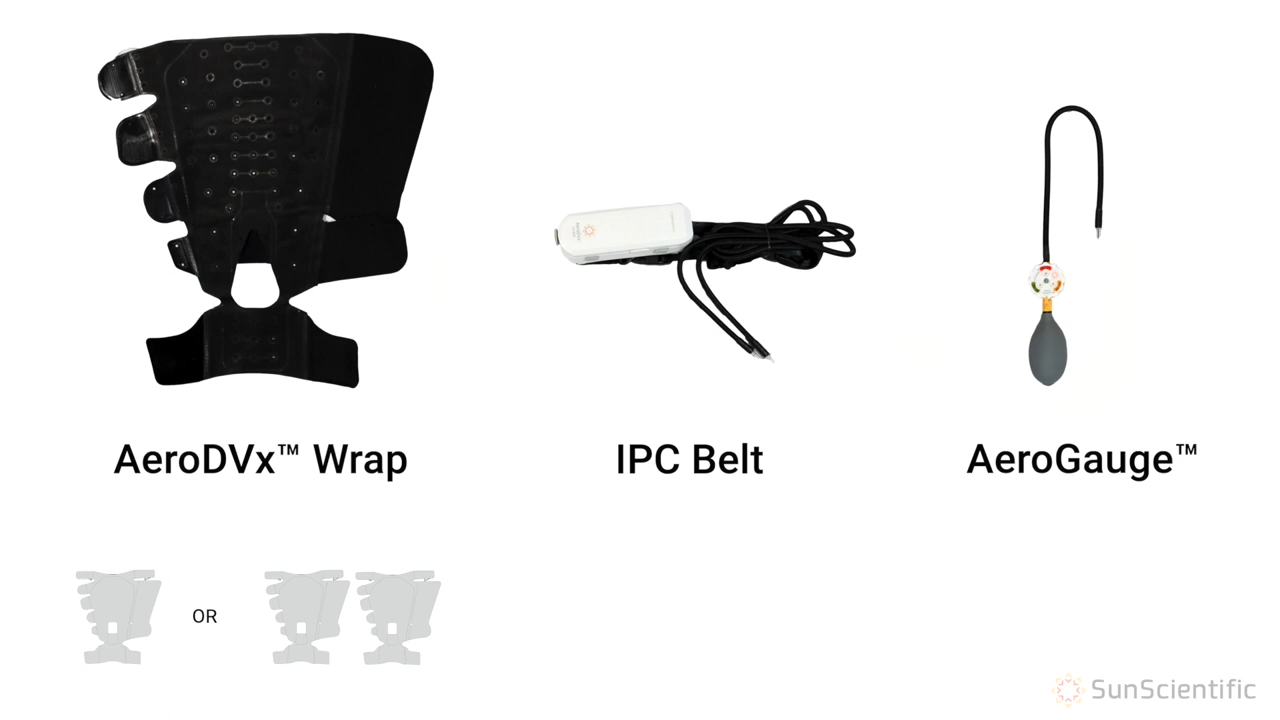 AeroDVx™ Wrap
IPC Belt
AeroGauge™
OR
SunScientific